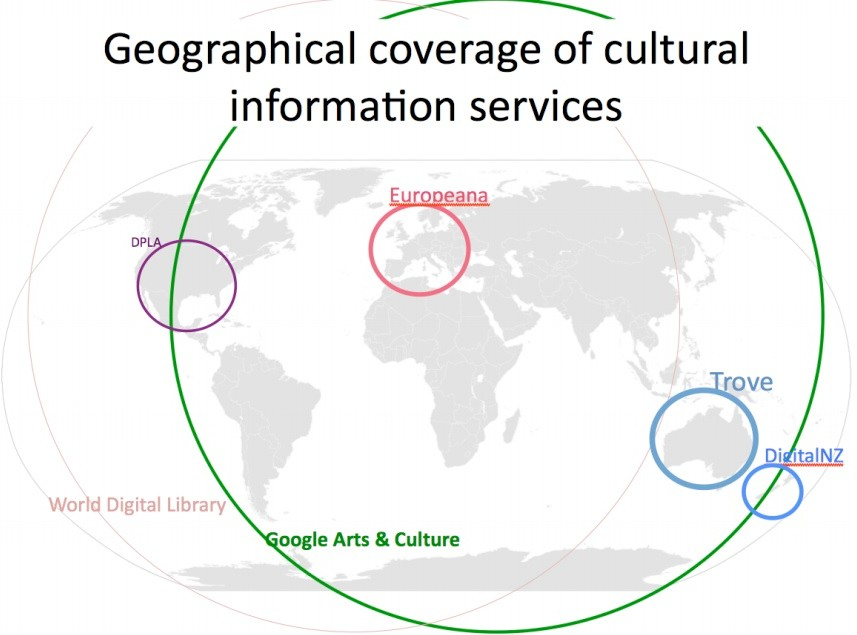 Geographical coverage of cultural
information services
Europeana
DPLA
Trove
DigitalNZ
World Digital Library
Google Arts & Culture